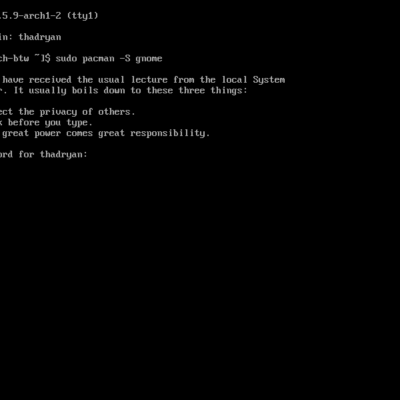 .5.9-arch1-2 (tty1)
in: thadryan
ch-btw ~]$ sudo pacman -S gnome
have received the usual lecture from the local System
r. It usually boils down to these three things:
ect the privacy of others.
k before you type.
great power comes great responsibility.
ord for thadryan: